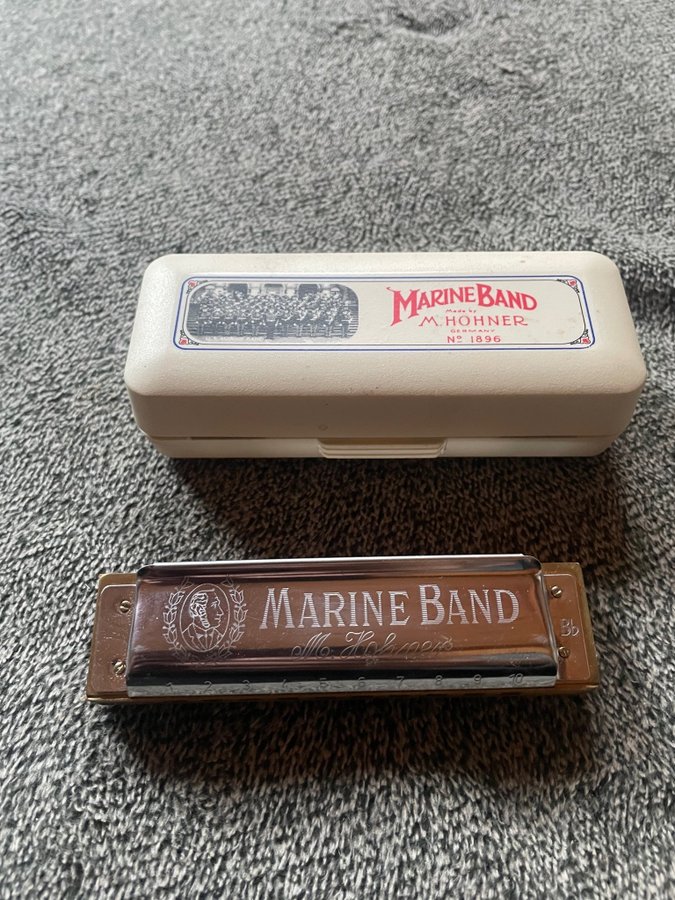 MARINE BAND
Made by
M. HOHNER
GERMANY
Nº 1896
MARINE BAND
M. Hohner
Bb
1 2 3 4 5 6 7 8 9 10